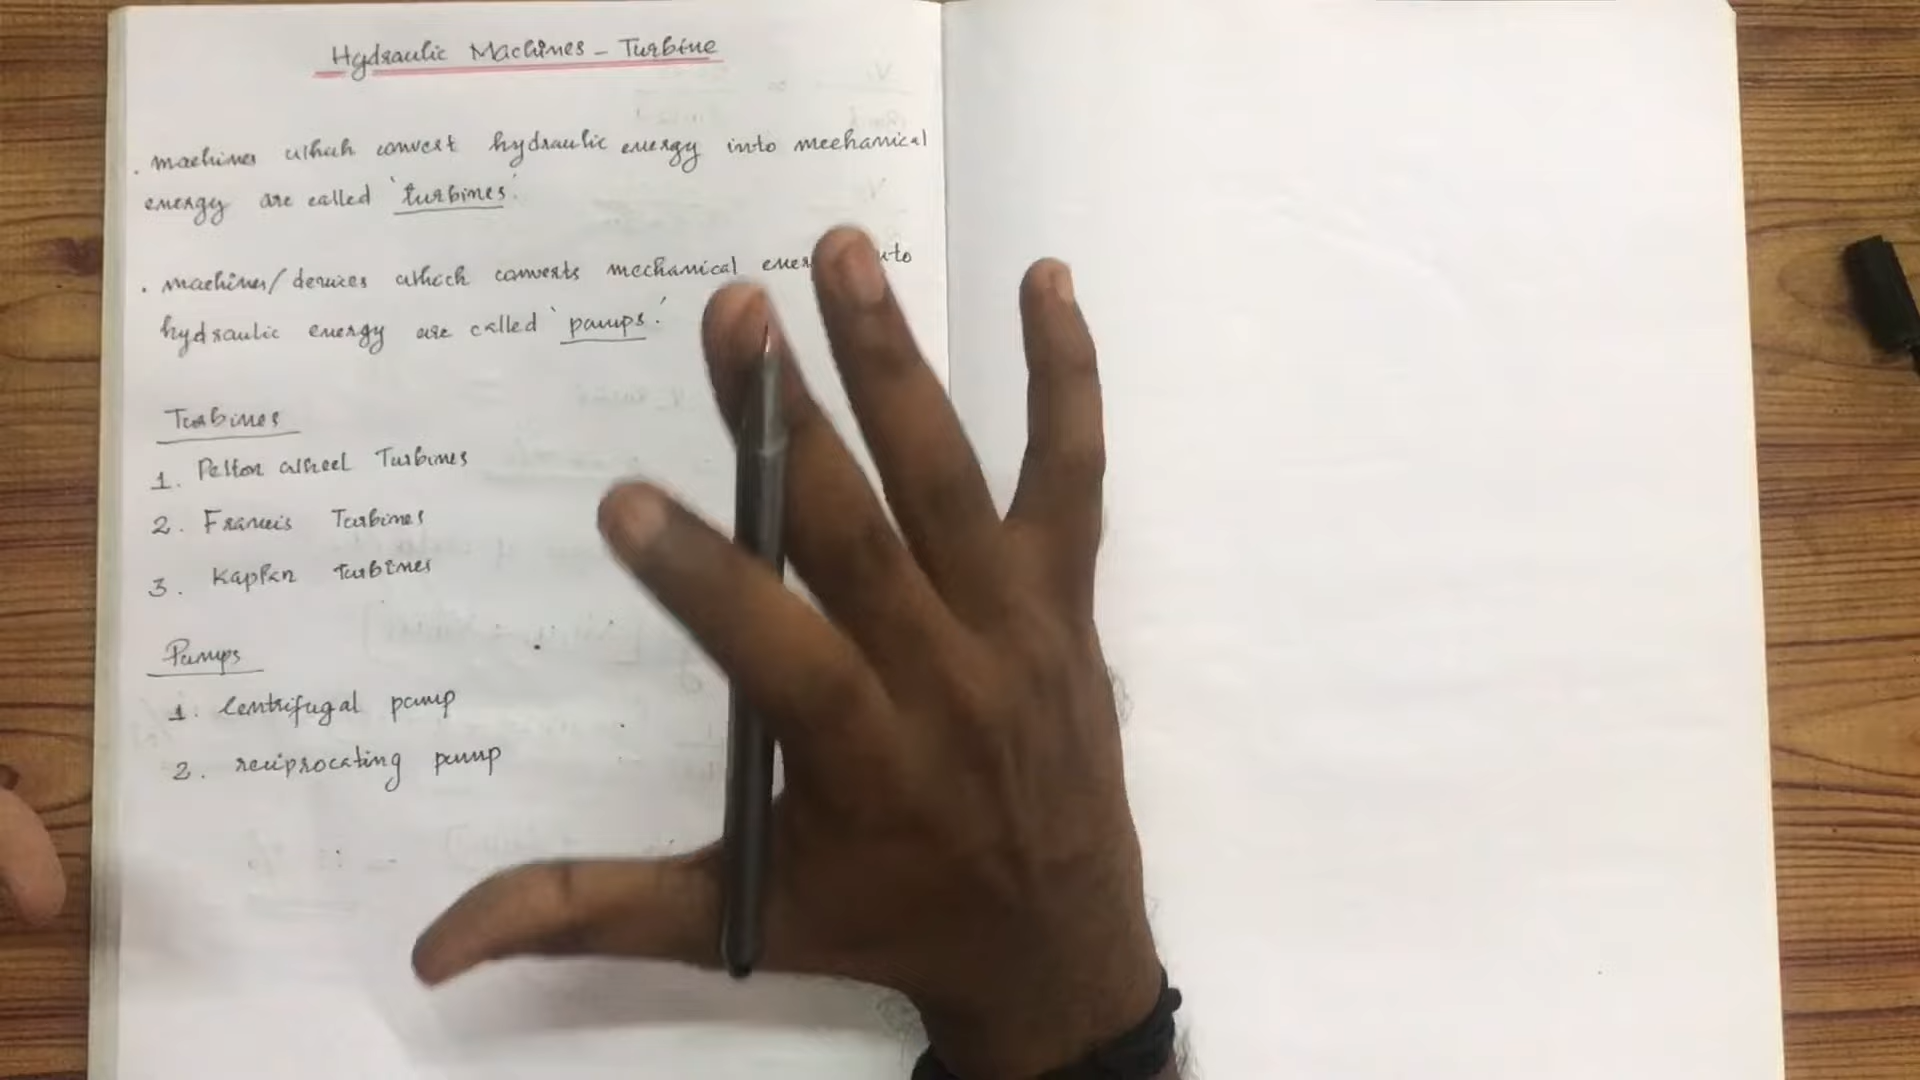 Hydraulic Machines - Turbine
. machines which convert hydraulic energy into mechanical
energy are called 'turbines'.
. machines/devices which converts mechanical ener nto
hydraulic energy are called 'pumps'.
Turbines
1. Pelton wheel Turbines
2. Francis Turbines
3. Kaplan turbines
Pumps
1. Centrifugal pump
2. reciprocating pump